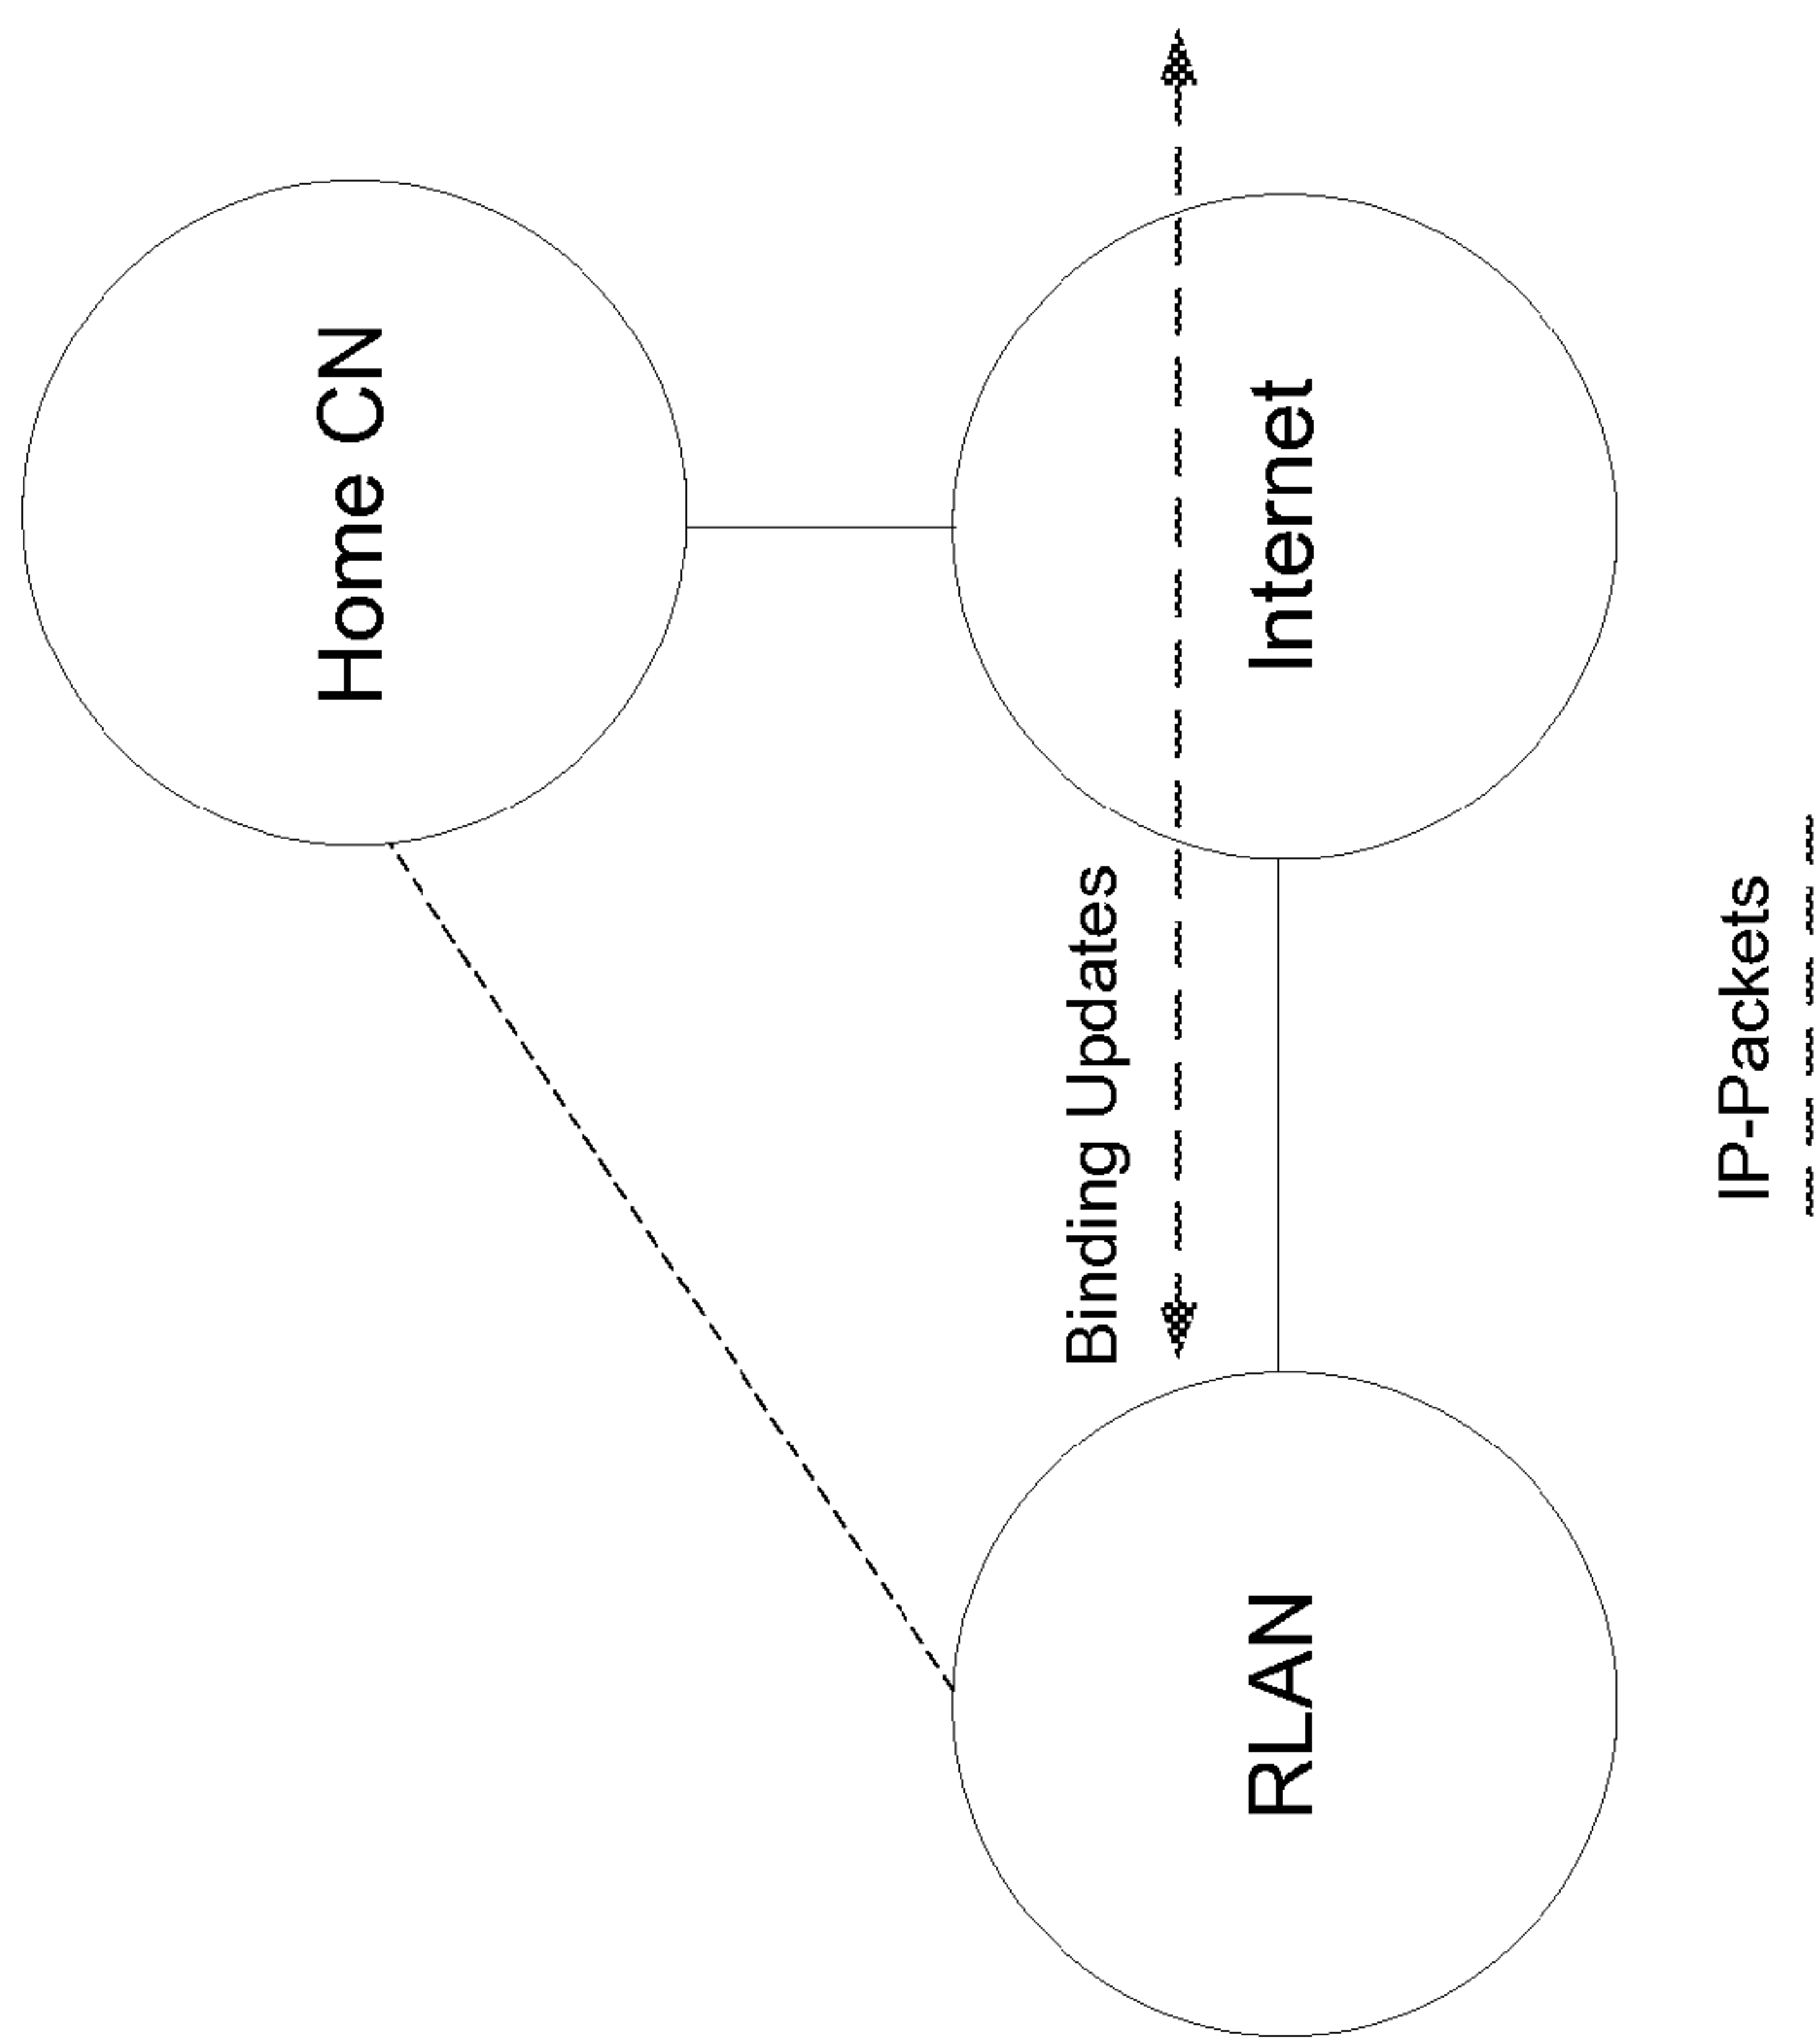 Home CN
Binding Updates
RLAN
Internet
IP-Packets